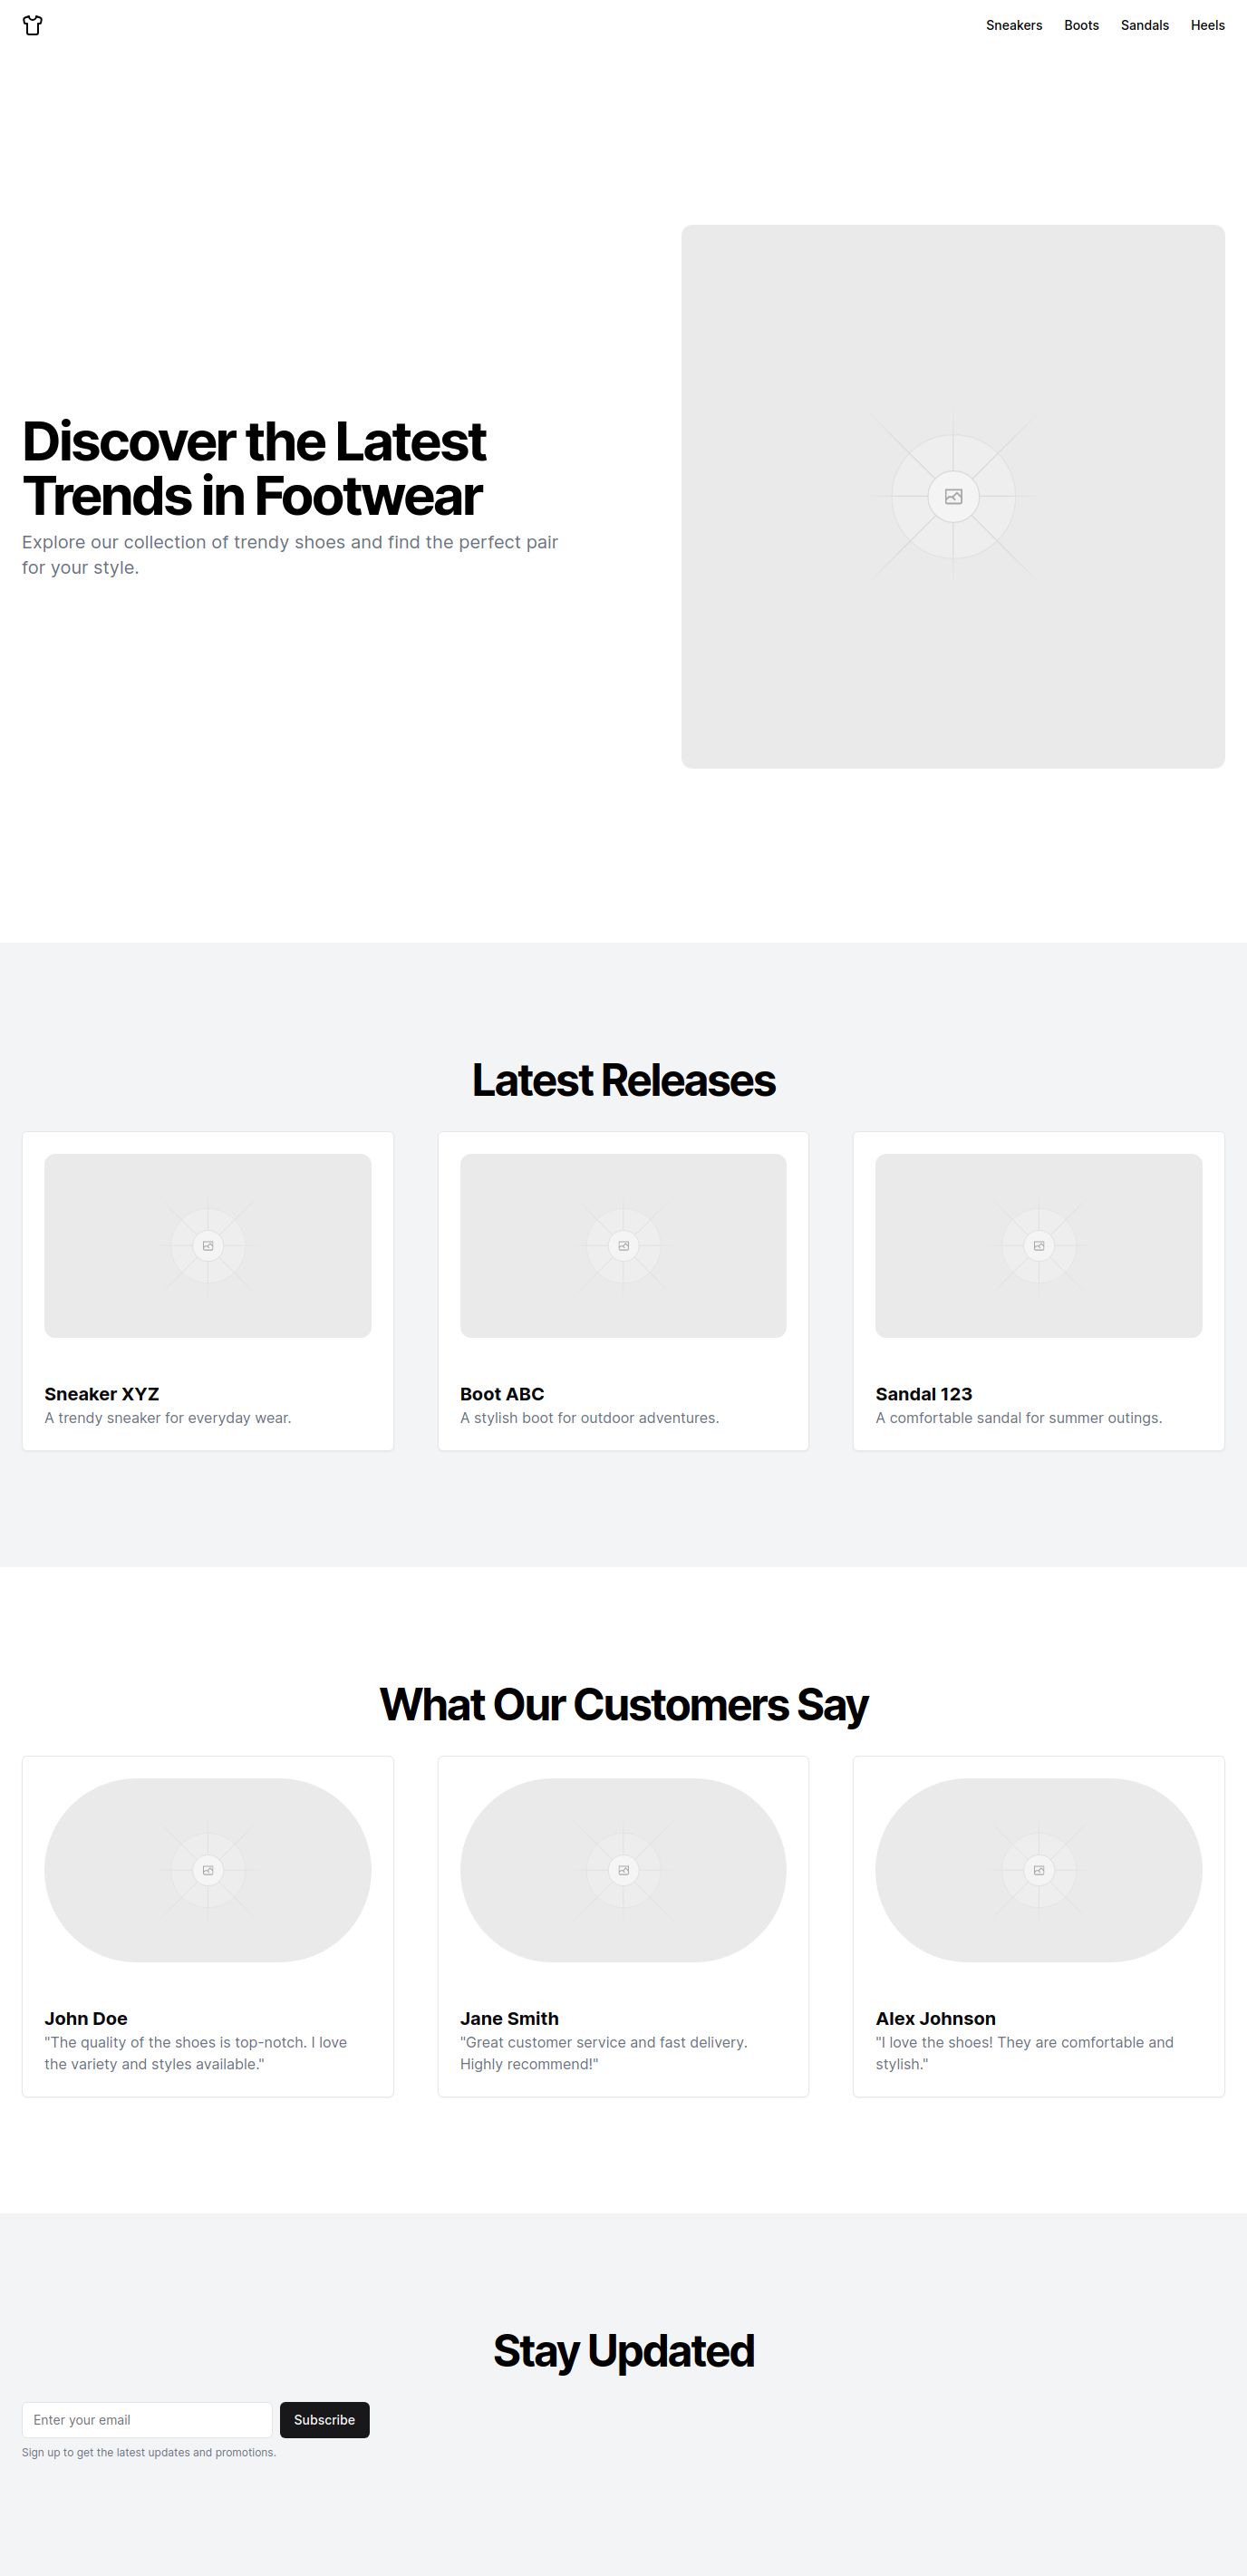 Sneakers Boots Sandals Heels
Discover the Latest
Trends in Footwear
Explore our collection of trendy shoes and find the perfect pair
for your style.
Latest Releases
Sneaker XYZ
A trendy sneaker for everyday wear.
Boot ABC
A stylish boot for outdoor adventures.
Sandal 123
A comfortable sandal for summer outings.
What Our Customers Say
John Doe
"The quality of the shoes is top-notch. I love
the variety and styles available."
Jane Smith
"Great customer service and fast delivery.
Highly recommend!"
Alex Johnson
"I love the shoes! They are comfortable and
stylish."
Stay Updated
Enter your email
Subscribe
Sign up to get the latest updates and promotions.